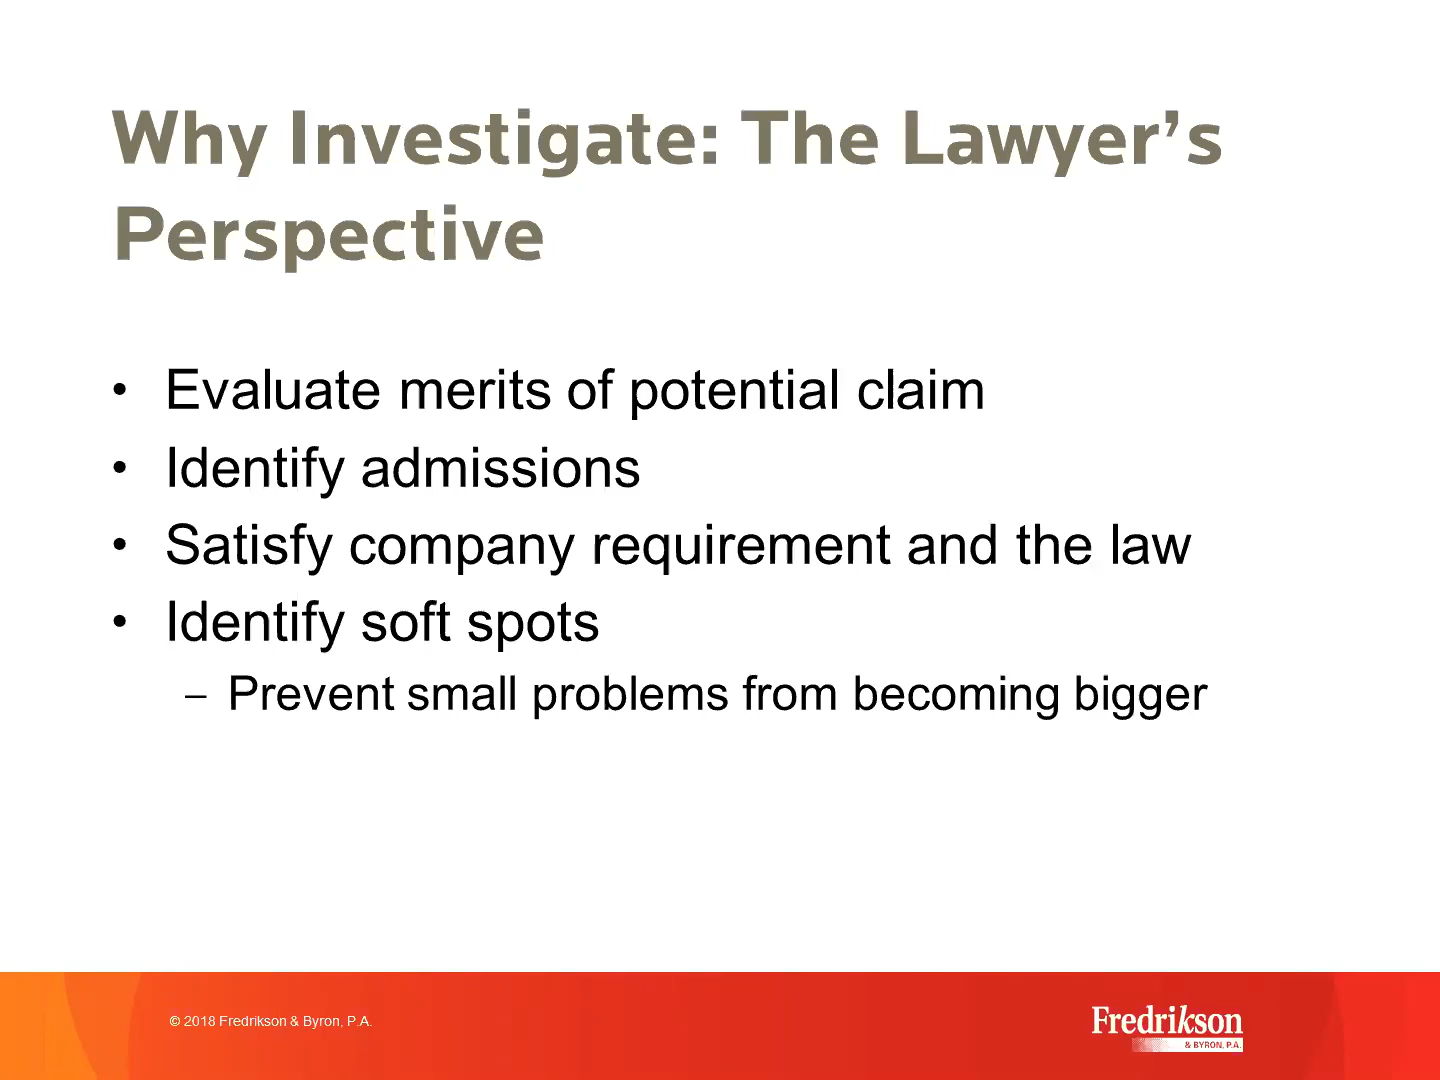 Why Investigate: The Lawyer’s
Perspective
• Evaluate merits of potential claim
• Identify admissions
• Satisfy company requirement and the law
• Identify soft spots
– Prevent small problems from becoming bigger
© 2018 Fredrikson & Byron, P.A.
Fredrikson
& BYRON, P.A.